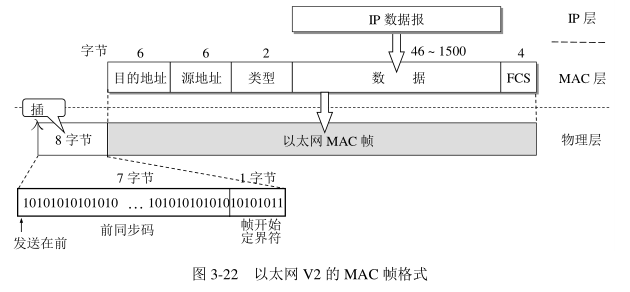 IP 数据报
IP 层
字节
6
6
2
46 ~ 1500
4
目的地址
源地址
类型
数 据
FCS
MAC 层
插
入
8 字节
以太网 MAC 帧
物理层
7 字节
1 字节
10101010101010 … 10101010101010101011
前同步码
帧开始
定界符
发送在前
图 3-22 以太网 V2 的 MAC 帧格式